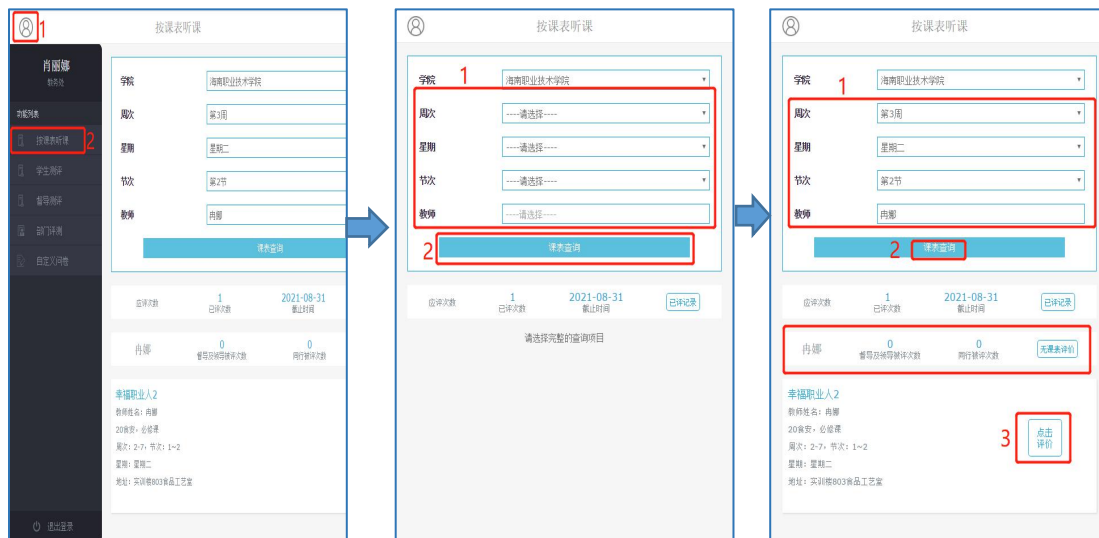 1
按课表听课
肖丽娜
教务处
功能列表
按课表听课
2
学生测评
督导测评
部门评测
自定义问卷
退出登录
学院
海南职业技术学院
周次
第3周
星期
星期二
节次
第2节
教师
冉娜
课表查询
应评次数
1
已评次数
2021-08-31
截止时间
冉娜
0
督导及领导被评次数
0
同行被评次数
幸福职业人2
教师姓名：冉娜
20食安，必修课
周次：2-7，节次：1~2
星期：星期二
地址：实训楼803食品工艺室
按课表听课
学院
1
海南职业技术学院
周次
----请选择----
星期
----请选择----
节次
----请选择----
教师
----请选择----
2
课表查询
应评次数
1
已评次数
2021-08-31
截止时间
已评记录
请选择完整的查询项目
按课表听课
学院
1
海南职业技术学院
周次
第3周
星期
星期二
节次
第2节
教师
冉娜
2
课表查询
应评次数
1
已评次数
2021-08-31
截止时间
已评记录
冉娜
0
督导及领导被评次数
0
同行被评次数
无课表评价
幸福职业人2
教师姓名：冉娜
20食安，必修课
周次：2-7，节次：1~2
星期：星期二
地址：实训楼803食品工艺室
3
点击
评价